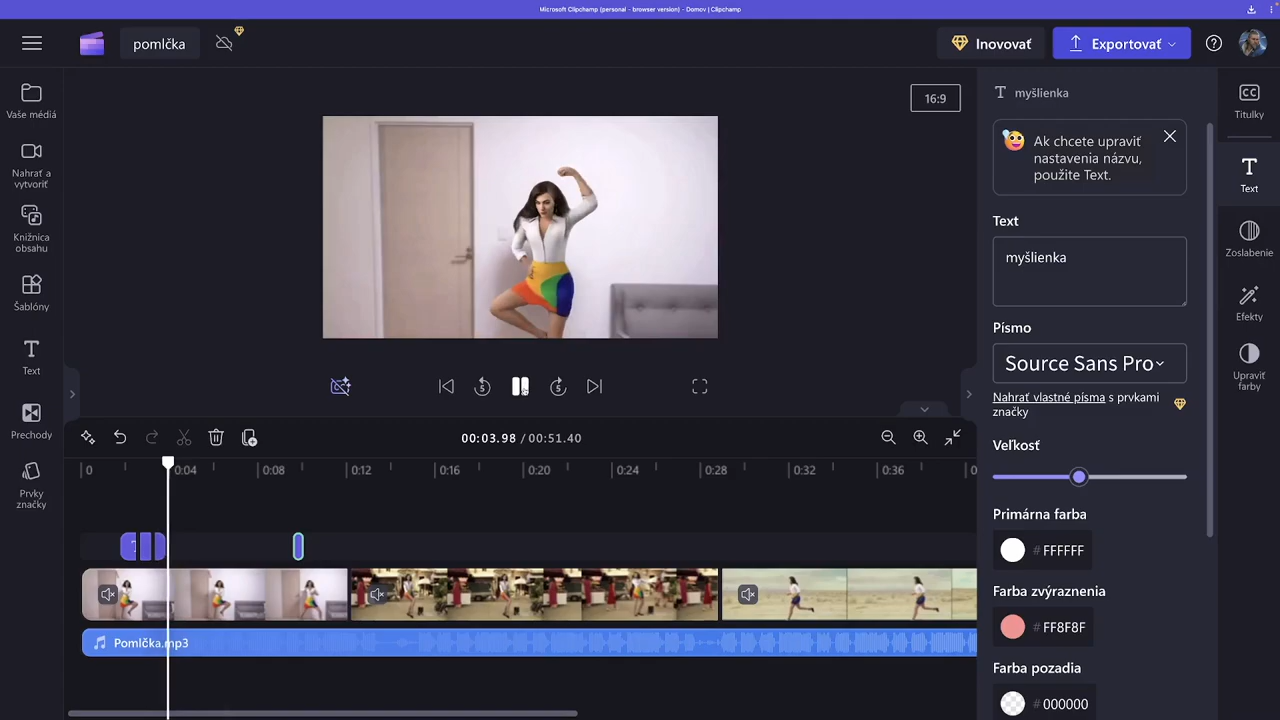 Microsoft Clipchamp (personal - browser version) - Domov | Clipchamp
pomlčka
Inovovať
Exportovať
Vaše médiá
Nahrať a
vytvoriť
Knižnica
obsahu
Šablóny
Text
Prechody
Prvky
značky
16:9
5
5
00:03.98 / 00:51.40
0
0:04
0:08
0:12
0:16
0:20
0:24
0:28
0:32
0:36
Pomlčka.mp3
myšlienka
Ak chcete upraviť
nastavenia názvu,
použite Text.
Text
myšlienka
Písmo
Source Sans Pro
Nahrať vlastné písma s prvkami
značky
Veľkosť
Primárna farba
# FFFFFF
Farba zvýraznenia
# FF8F8F
Farba pozadia
# 000000
CC
Titulky
Text
Zoslabenie
Efekty
Upraviť
farby